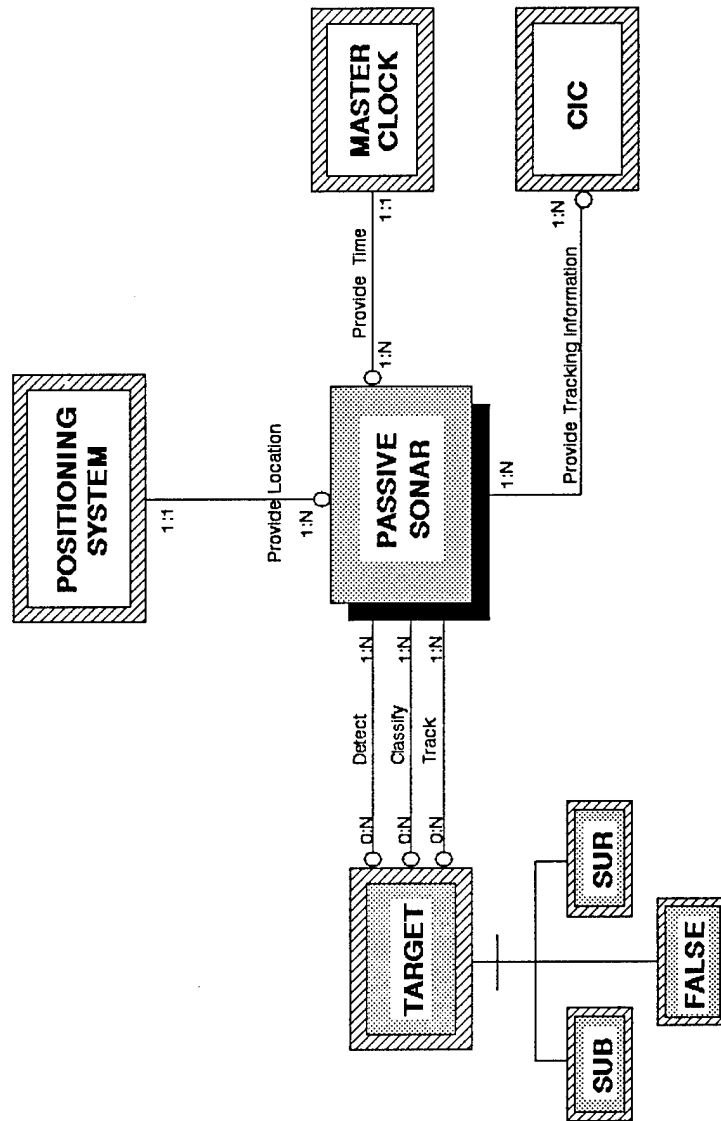 POSITIONING
SYSTEM
1:1
Provide Location
1:N
MASTER
CLOCK
1:1
Provide Time
1:N
PASSIVE
SONAR
1:N
Provide Tracking Information
1:N
CIC
Detect
0:N
1:N
Classify
0:N
1:N
Track
0:N
1:N
TARGET
SUB
FALSE
SUR